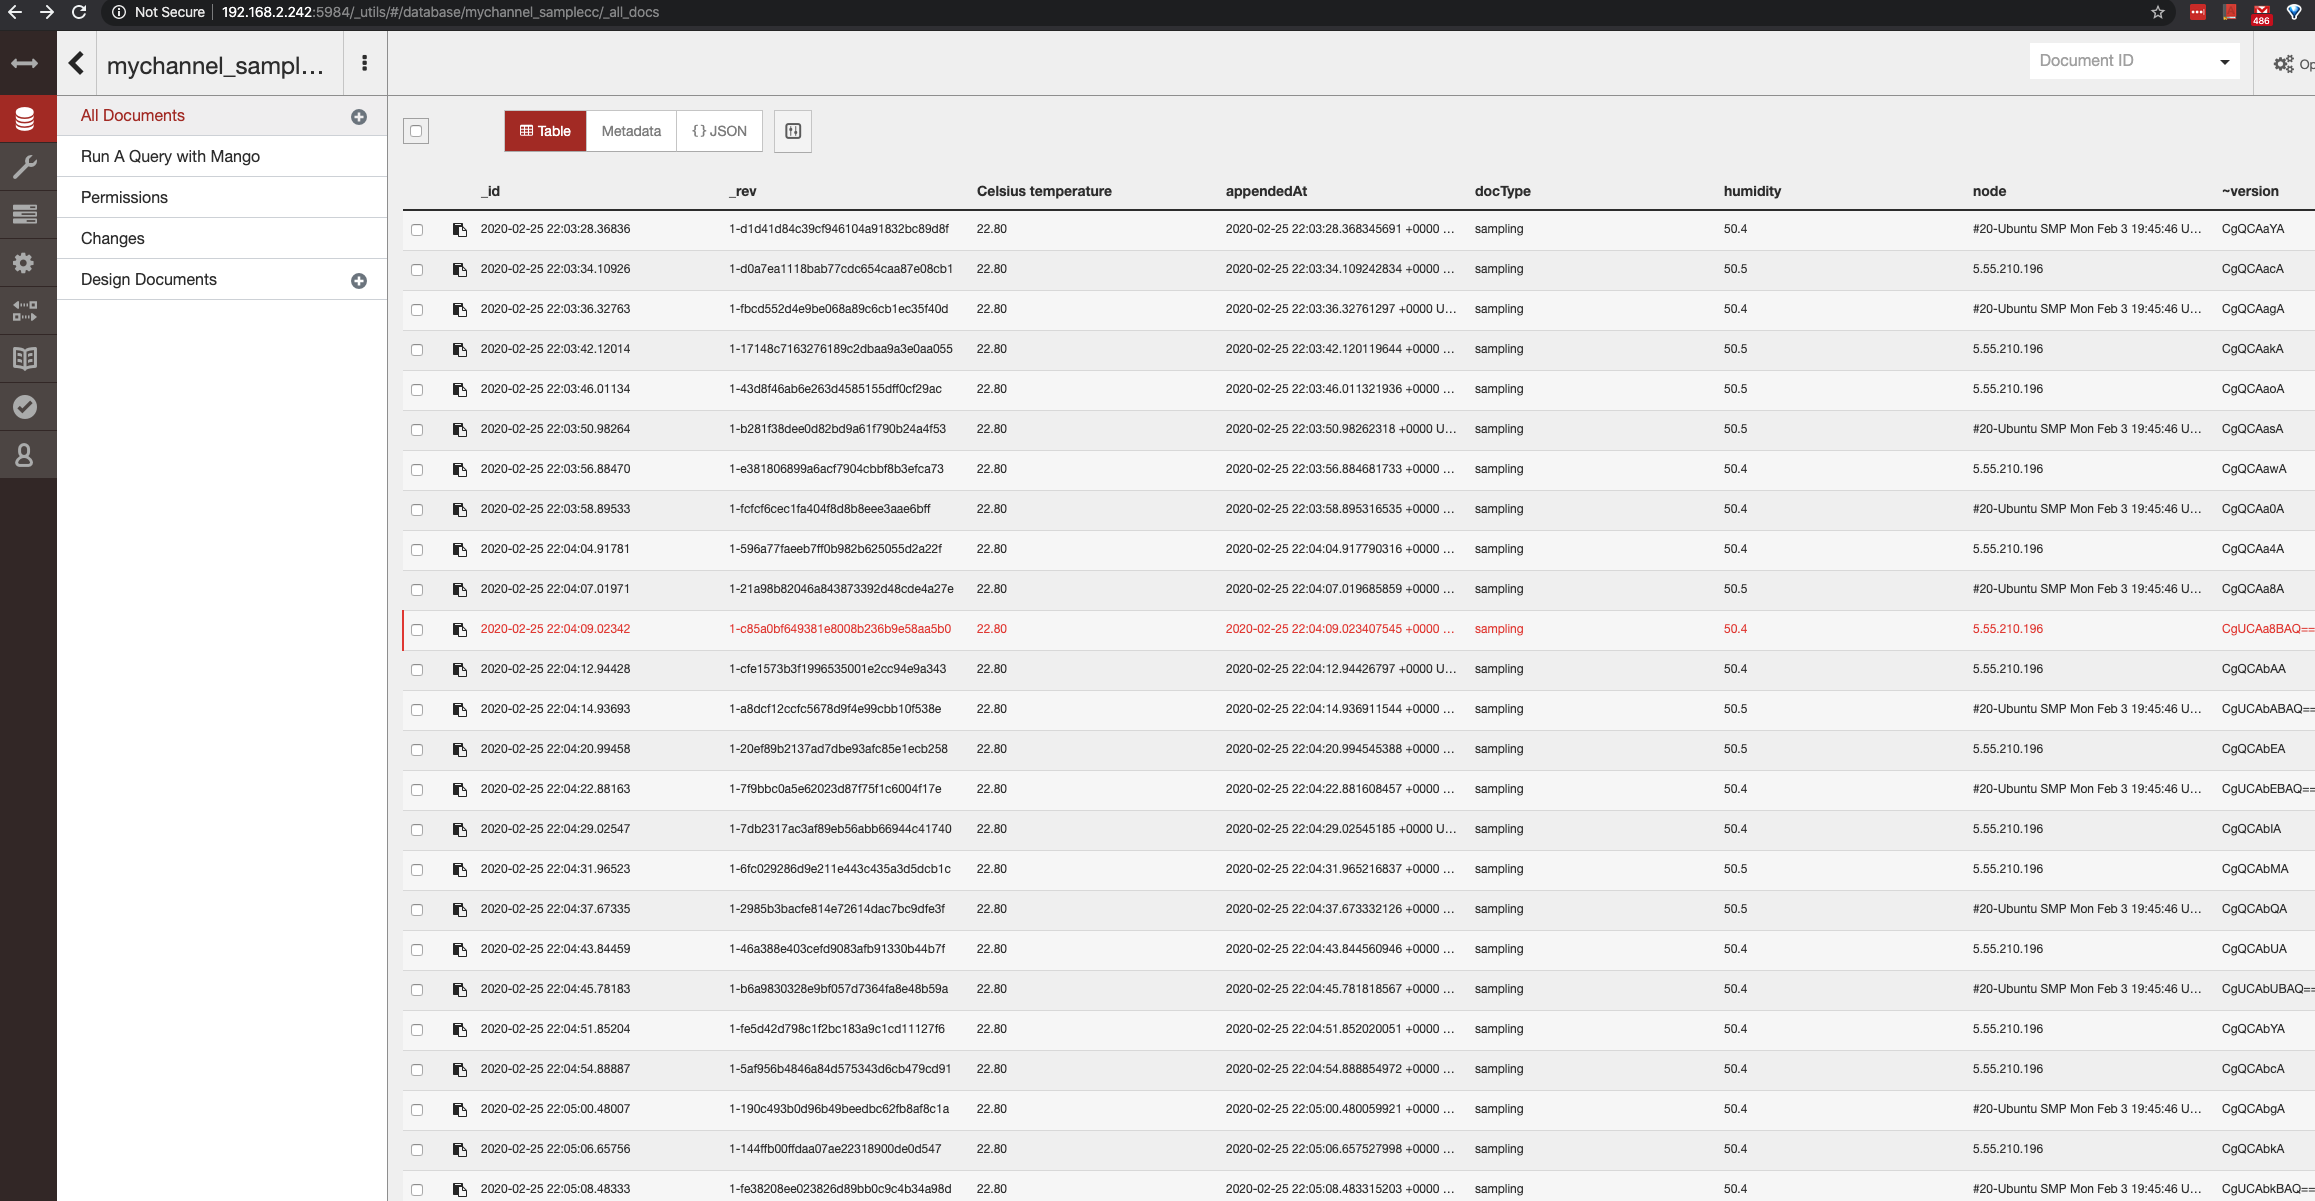 Not Secure 192.168.2.242:5984/_utils/#/database/mychannel_samplecc/_all_docs
486
mychannel_sampl...
Document ID
Op
All Documents
Run A Query with Mango
Permissions
Changes
Design Documents
Table Metadata {} JSON
_id _rev Celsius temperature appendedAt docType humidity node ~version
2020-02-25 22:03:28.36836 1-d1d41d84c39cf946104a91832bc89d8f 22.80 2020-02-25 22:03:28.368345691 +0000 ... sampling 50.4 #20-Ubuntu SMP Mon Feb 3 19:45:46 U... CgQCAaYA
2020-02-25 22:03:34.10926 1-d0a7ea1118bab77cdc654caa87e08cb1 22.80 2020-02-25 22:03:34.109242834 +0000 ... sampling 50.5 5.55.210.196 CgQCAacA
2020-02-25 22:03:36.32763 1-fbcd552d4e9be068a89c6cb1ec35f40d 22.80 2020-02-25 22:03:36.32761297 +0000 U... sampling 50.4 #20-Ubuntu SMP Mon Feb 3 19:45:46 U... CgQCAagA
2020-02-25 22:03:42.12014 1-17148c7163276189c2dbaa9a3e0aa055 22.80 2020-02-25 22:03:42.120119644 +0000 ... sampling 50.5 5.55.210.196 CgQCAakA
2020-02-25 22:03:46.01134 1-43d8f46ab6e263d4585155dff0cf29ac 22.80 2020-02-25 22:03:46.011321936 +0000 ... sampling 50.5 5.55.210.196 CgQCAaoA
2020-02-25 22:03:50.98264 1-b281f38dee0d82bd9a61f790b24a4f53 22.80 2020-02-25 22:03:50.98262318 +0000 U... sampling 50.5 #20-Ubuntu SMP Mon Feb 3 19:45:46 U... CgQCAasA
2020-02-25 22:03:56.88470 1-e381806899a6acf7904cbbf8b3efca73 22.80 2020-02-25 22:03:56.884681733 +0000 ... sampling 50.4 5.55.210.196 CgQCAawA
2020-02-25 22:03:58.89533 1-fcfcf6cec1fa404f8d8b8eee3aae6bff 22.80 2020-02-25 22:03:58.895316535 +0000 ... sampling 50.4 #20-Ubuntu SMP Mon Feb 3 19:45:46 U... CgQCAa0A
2020-02-25 22:04:04.91781 1-596a77faeeb7ff0b982b625055d2a22f 22.80 2020-02-25 22:04:04.917790316 +0000 ... sampling 50.4 5.55.210.196 CgQCAa4A
2020-02-25 22:04:07.01971 1-21a98b82046a843873392d48cde4a27e 22.80 2020-02-25 22:04:07.019685859 +0000 ... sampling 50.5 #20-Ubuntu SMP Mon Feb 3 19:45:46 U... CgQCAa8A
2020-02-25 22:04:09.02342 1-c85a0bf649381e8008b236b9e58aa5b0 22.80 2020-02-25 22:04:09.023407545 +0000 ... sampling 50.4 5.55.210.196 CgUCAa8BAQ==
2020-02-25 22:04:12.94428 1-cfe1573b3f1996535001e2cc94e9a343 22.80 2020-02-25 22:04:12.94426797 +0000 U... sampling 50.4 5.55.210.196 CgQCAbAA
2020-02-25 22:04:14.93693 1-a8dcf12ccfc5678d9f4e99cbb10f538e 22.80 2020-02-25 22:04:14.936911544 +0000 ... sampling 50.5 #20-Ubuntu SMP Mon Feb 3 19:45:46 U... CgUCAbABAQ==
2020-02-25 22:04:20.99458 1-20ef89b2137ad7dbe93afc85e1ecb258 22.80 2020-02-25 22:04:20.994545388 +0000 ... sampling 50.5 5.55.210.196 CgQCAbEA
2020-02-25 22:04:22.88163 1-7f9bbc0a5e62023d87f75f1c6004f17e 22.80 2020-02-25 22:04:22.881608457 +0000 ... sampling 50.4 #20-Ubuntu SMP Mon Feb 3 19:45:46 U... CgUCAbEBAQ==
2020-02-25 22:04:29.02547 1-7db2317ac3af89eb56abb66944c41740 22.80 2020-02-25 22:04:29.02545185 +0000 U... sampling 50.4 5.55.210.196 CgQCAbIA
2020-02-25 22:04:31.96523 1-6fc029286d9e211e443c435a3d5dcb1c 22.80 2020-02-25 22:04:31.965216837 +0000 ... sampling 50.5 5.55.210.196 CgQCAbMA
2020-02-25 22:04:37.67335 1-2985b3bacfe814e72614dac7bc9dfe3f 22.80 2020-02-25 22:04:37.673332126 +0000 ... sampling 50.5 #20-Ubuntu SMP Mon Feb 3 19:45:46 U... CgQCAbQA
2020-02-25 22:04:43.84459 1-46a388e403cefd9083afb91330b44b7f 22.80 2020-02-25 22:04:43.844560946 +0000 ... sampling 50.4 5.55.210.196 CgQCAbUA
2020-02-25 22:04:45.78183 1-b6a9830328e9bf057d7364fa8e48b59a 22.80 2020-02-25 22:04:45.781818567 +0000 ... sampling 50.4 #20-Ubuntu SMP Mon Feb 3 19:45:46 U... CgUCAbUBAQ==
2020-02-25 22:04:51.85204 1-fe5d42d798c1f2bc183a9c1cd11127f6 22.80 2020-02-25 22:04:51.852020051 +0000 ... sampling 50.4 5.55.210.196 CgQCAbYA
2020-02-25 22:04:54.88887 1-5af956b4846a84d575343d6cb479cd91 22.80 2020-02-25 22:04:54.888854972 +0000 ... sampling 50.4 5.55.210.196 CgQCAbcA
2020-02-25 22:05:00.48007 1-190c493b0d96b49beedbc62fb8af8c1a 22.80 2020-02-25 22:05:00.480059921 +0000 ... sampling 50.4 #20-Ubuntu SMP Mon Feb 3 19:45:46 U... CgQCAbgA
2020-02-25 22:05:06.65756 1-144ffb00ffdaa07ae22318900de0d547 22.80 2020-02-25 22:05:06.657527998 +0000 ... sampling 50.4 5.55.210.196 CgQCAbkA
2020-02-25 22:05:08.48333 1-fe38208ee023826d89bb0c9c4b34a98d 22.80 2020-02-25 22:05:08.483315203 +0000 ... sampling 50.4 #20-Ubuntu SMP Mon Feb 3 19:45:46 U... CgUCAbkBAQ==